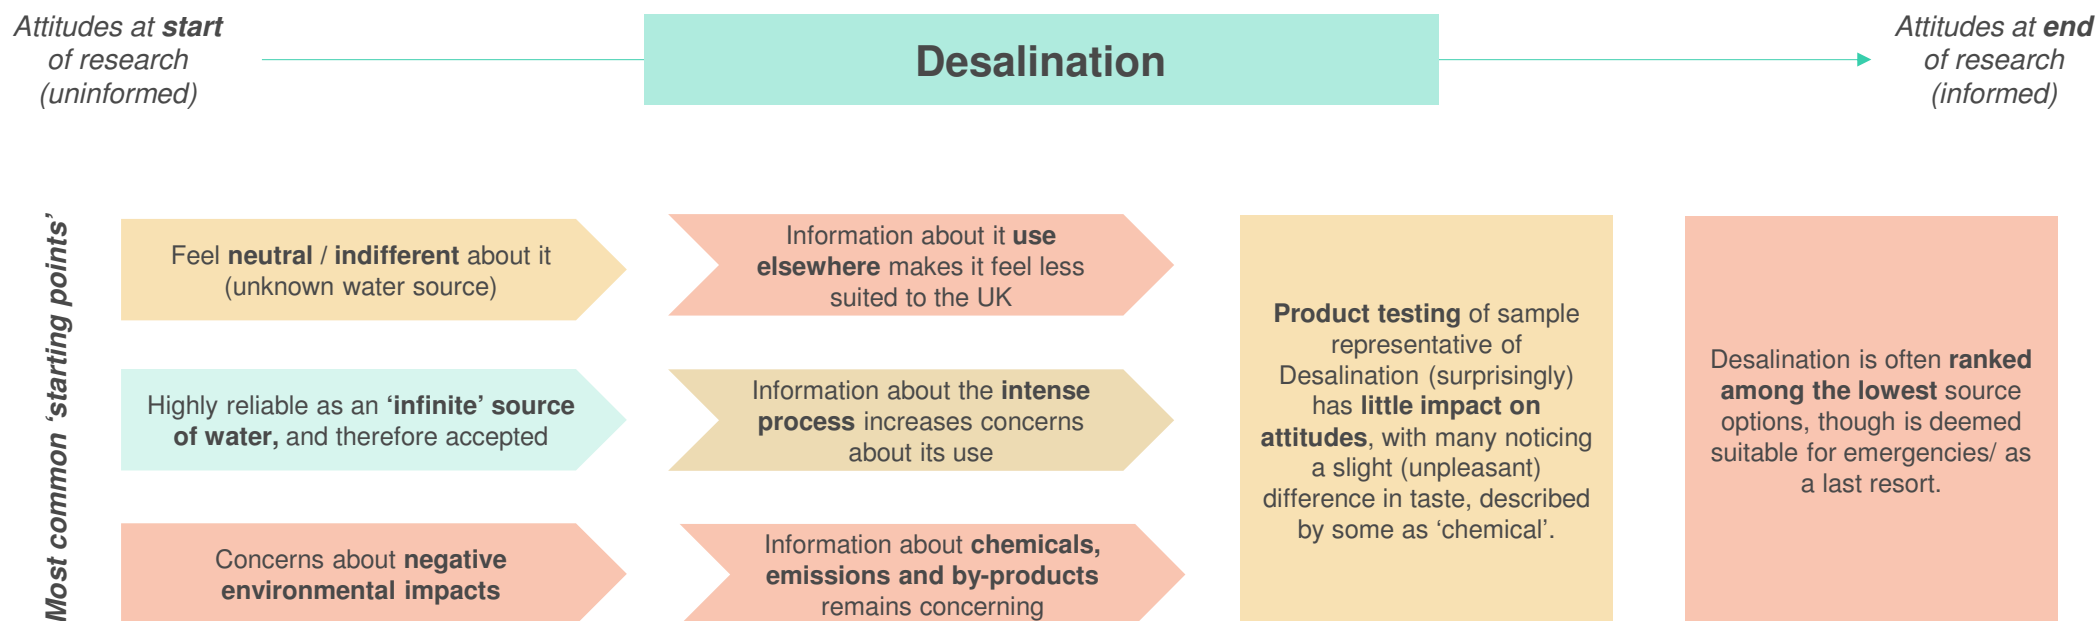 Attitudes at start
of research
(uninformed)
Desalination
Attitudes at end
of research
(informed)
Most common ‘starting points’
Feel neutral / indifferent about it
(unknown water source)
Information about it use
elsewhere makes it feel less
suited to the UK
Highly reliable as an ‘infinite’ source
of water, and therefore accepted
Information about the intense
process increases concerns
about its use
Concerns about negative
environmental impacts
Information about chemicals,
emissions and by-products
remains concerning
Product testing of sample
representative of
Desalination (surprisingly)
has little impact on
attitudes, with many noticing
a slight (unpleasant)
difference in taste, described
by some as ‘chemical’.
Desalination is often ranked
among the lowest source
options, though is deemed
suitable for emergencies/ as
a last resort.